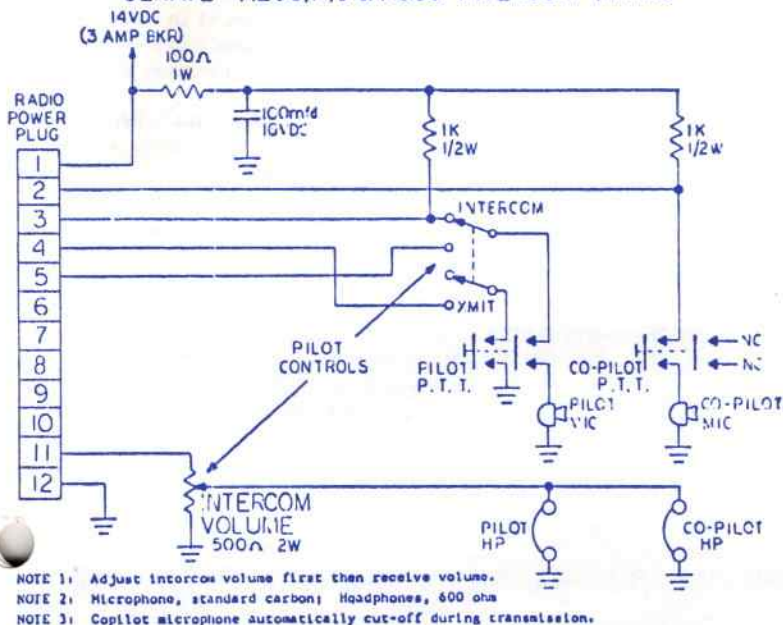 14VDC
(3 AMP BKR)
100Ω
1W
100mfd
16VDC
1K
1/2W
1K
1/2W
RADIO
POWER
PLUG
1
2
3
4
5
6
7
8
9
10
11
12
INTERCOM
XMIT
PILOT
CONTROLS
PILOT
P.T.T.
CO-PILOT
P.T.T.
NC
NC
PILOT
MIC
CO-PILOT
MIC
INTERCOM
VOLUME
500Ω 2W
PILOT
HP
CO-PILOT
HP
NOTE 1: Adjust intercom volume first then receive volume.
NOTE 2: Microphone, standard carbon; Headphones, 600 ohm
NOTE 3: Copilot microphone automatically cut-off during transmission.